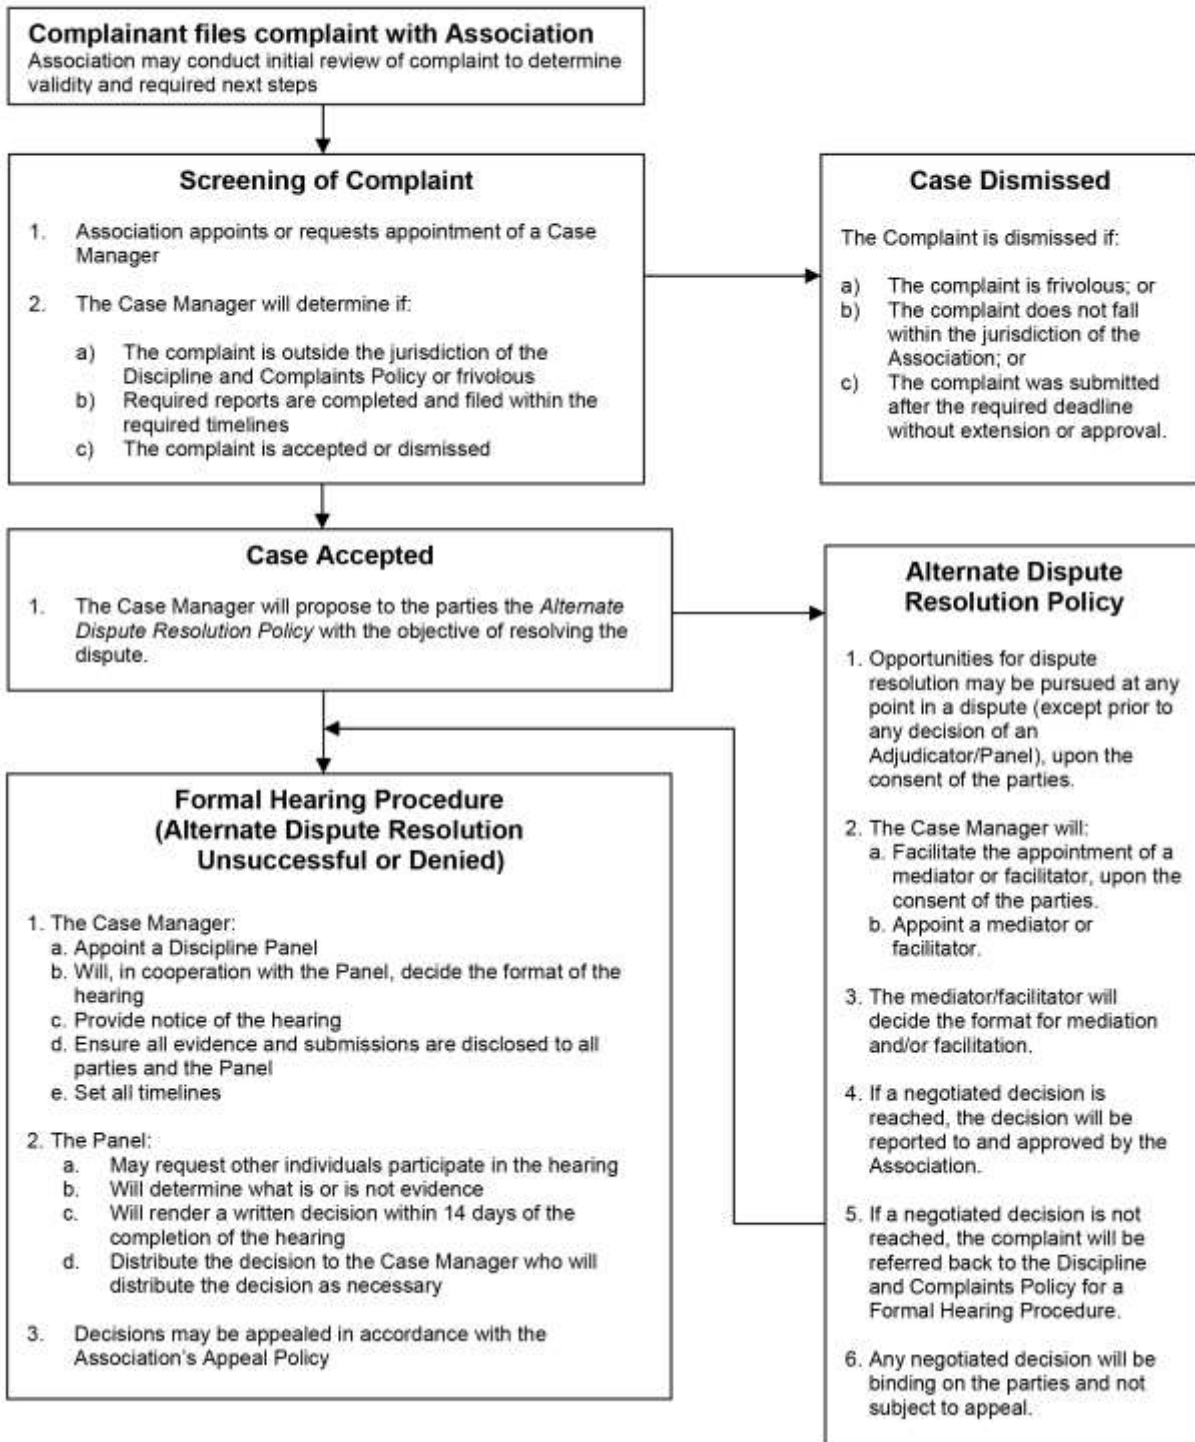 Complainant files complaint with Association
Association may conduct initial review of complaint to determine
validity and required next steps
Screening of Complaint
1. Association appoints or requests appointment of a Case
Manager
2. The Case Manager will determine if:
a) The complaint is outside the jurisdiction of the
Discipline and Complaints Policy or frivolous
b) Required reports are completed and filed within the
required timelines
c) The complaint is accepted or dismissed
Case Dismissed
The Complaint is dismissed if:
a) The complaint is frivolous; or
b) The complaint does not fall
within the jurisdiction of the
Association; or
c) The complaint was submitted
after the required deadline
without extension or approval.
Case Accepted
1. The Case Manager will propose to the parties the Alternate
Dispute Resolution Policy with the objective of resolving the
dispute.
Alternate Dispute
Resolution Policy
1. Opportunities for dispute
resolution may be pursued at any
point in a dispute (except prior to
any decision of an
Adjudicator/Panel), upon the
consent of the parties.
2. The Case Manager will:
a. Facilitate the appointment of a
mediator or facilitator, upon the
consent of the parties.
b. Appoint a mediator or
facilitator.
3. The mediator/facilitator will
decide the format for mediation
and/or facilitation.
4. If a negotiated decision is
reached, the decision will be
reported to and approved by the
Association.
5. If a negotiated decision is not
reached, the complaint will be
referred back to the Discipline
and Complaints Policy for a
Formal Hearing Procedure.
6. Any negotiated decision will be
binding on the parties and not
subject to appeal.
Formal Hearing Procedure
(Alternate Dispute Resolution
Unsuccessful or Denied)
1. The Case Manager:
a. Appoint a Discipline Panel
b. Will, in cooperation with the Panel, decide the format of the
hearing
c. Provide notice of the hearing
d. Ensure all evidence and submissions are disclosed to all
parties and the Panel
e. Set all timelines
2. The Panel:
a. May request other individuals participate in the hearing
b. Will determine what is or is not evidence
c. Will render a written decision within 14 days of the
completion of the hearing
d. Distribute the decision to the Case Manager who will
distribute the decision as necessary
3. Decisions may be appealed in accordance with the
Association's Appeal Policy